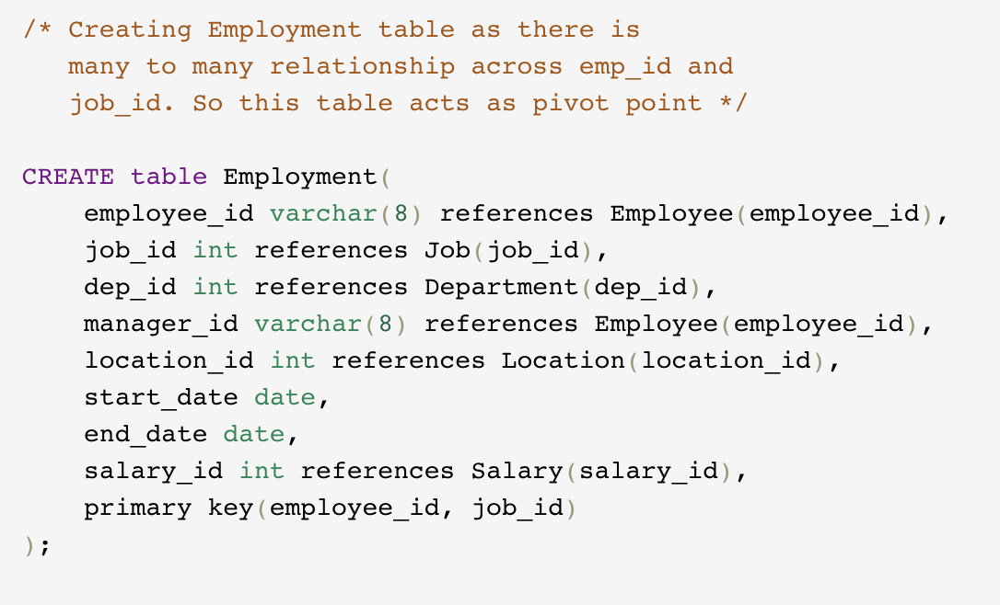 /* Creating Employment table as there is
   many to many relationship across emp_id and
   job_id. So this table acts as pivot point */
CREATE table Employment(
    employee_id varchar(8) references Employee(employee_id),
    job_id int references Job(job_id),
    dep_id int references Department(dep_id),
    manager_id varchar(8) references Employee(employee_id),
    location_id int references Location(location_id),
    start_date date,
    end_date date,
    salary_id int references Salary(salary_id),
    primary key(employee_id, job_id)
);